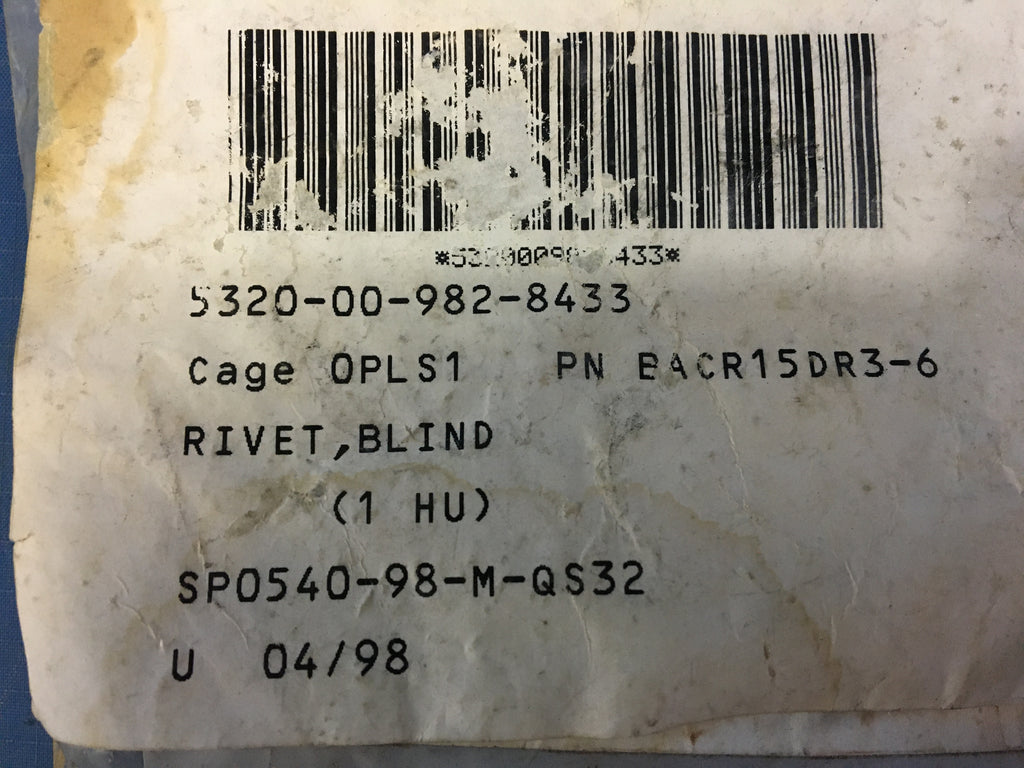 5320-00-982-8433
Cage 0PLS1 PN BACR15DR3-6
RIVET,BLIND
(1 HU)
SP0540-98-M-QS32
U 04/98